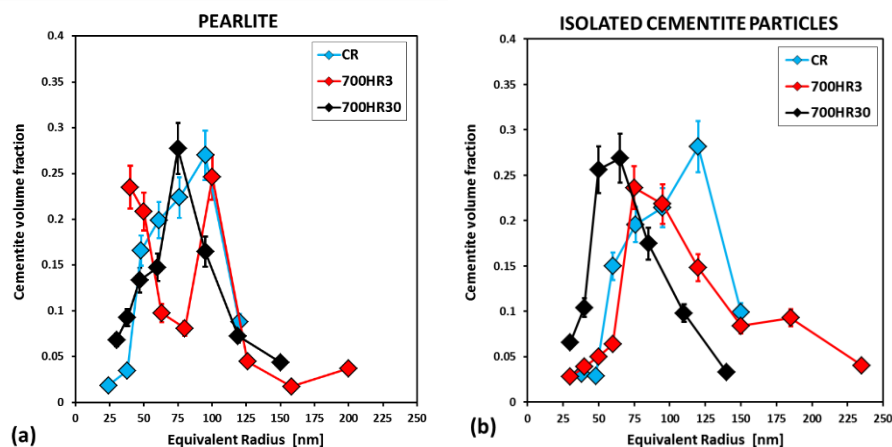 PEARLITE
0.4
0.35
0.3
0.25
0.2
0.15
0.1
0.05
0
Cementite volume fraction
CR
700HR3
700HR30
0 25 50 75 100 125 150 175 200 225
Equivalent Radius [nm]
(a)
ISOLATED CEMENTITE PARTICLES
0.4
0.35
0.3
0.25
0.2
0.15
0.1
0.05
0
Cementite volume fraction
CR
700HR3
700HR30
0 25 50 75 100 125 150 175 200 225 250
Equivalent Radius [nm]
(b)